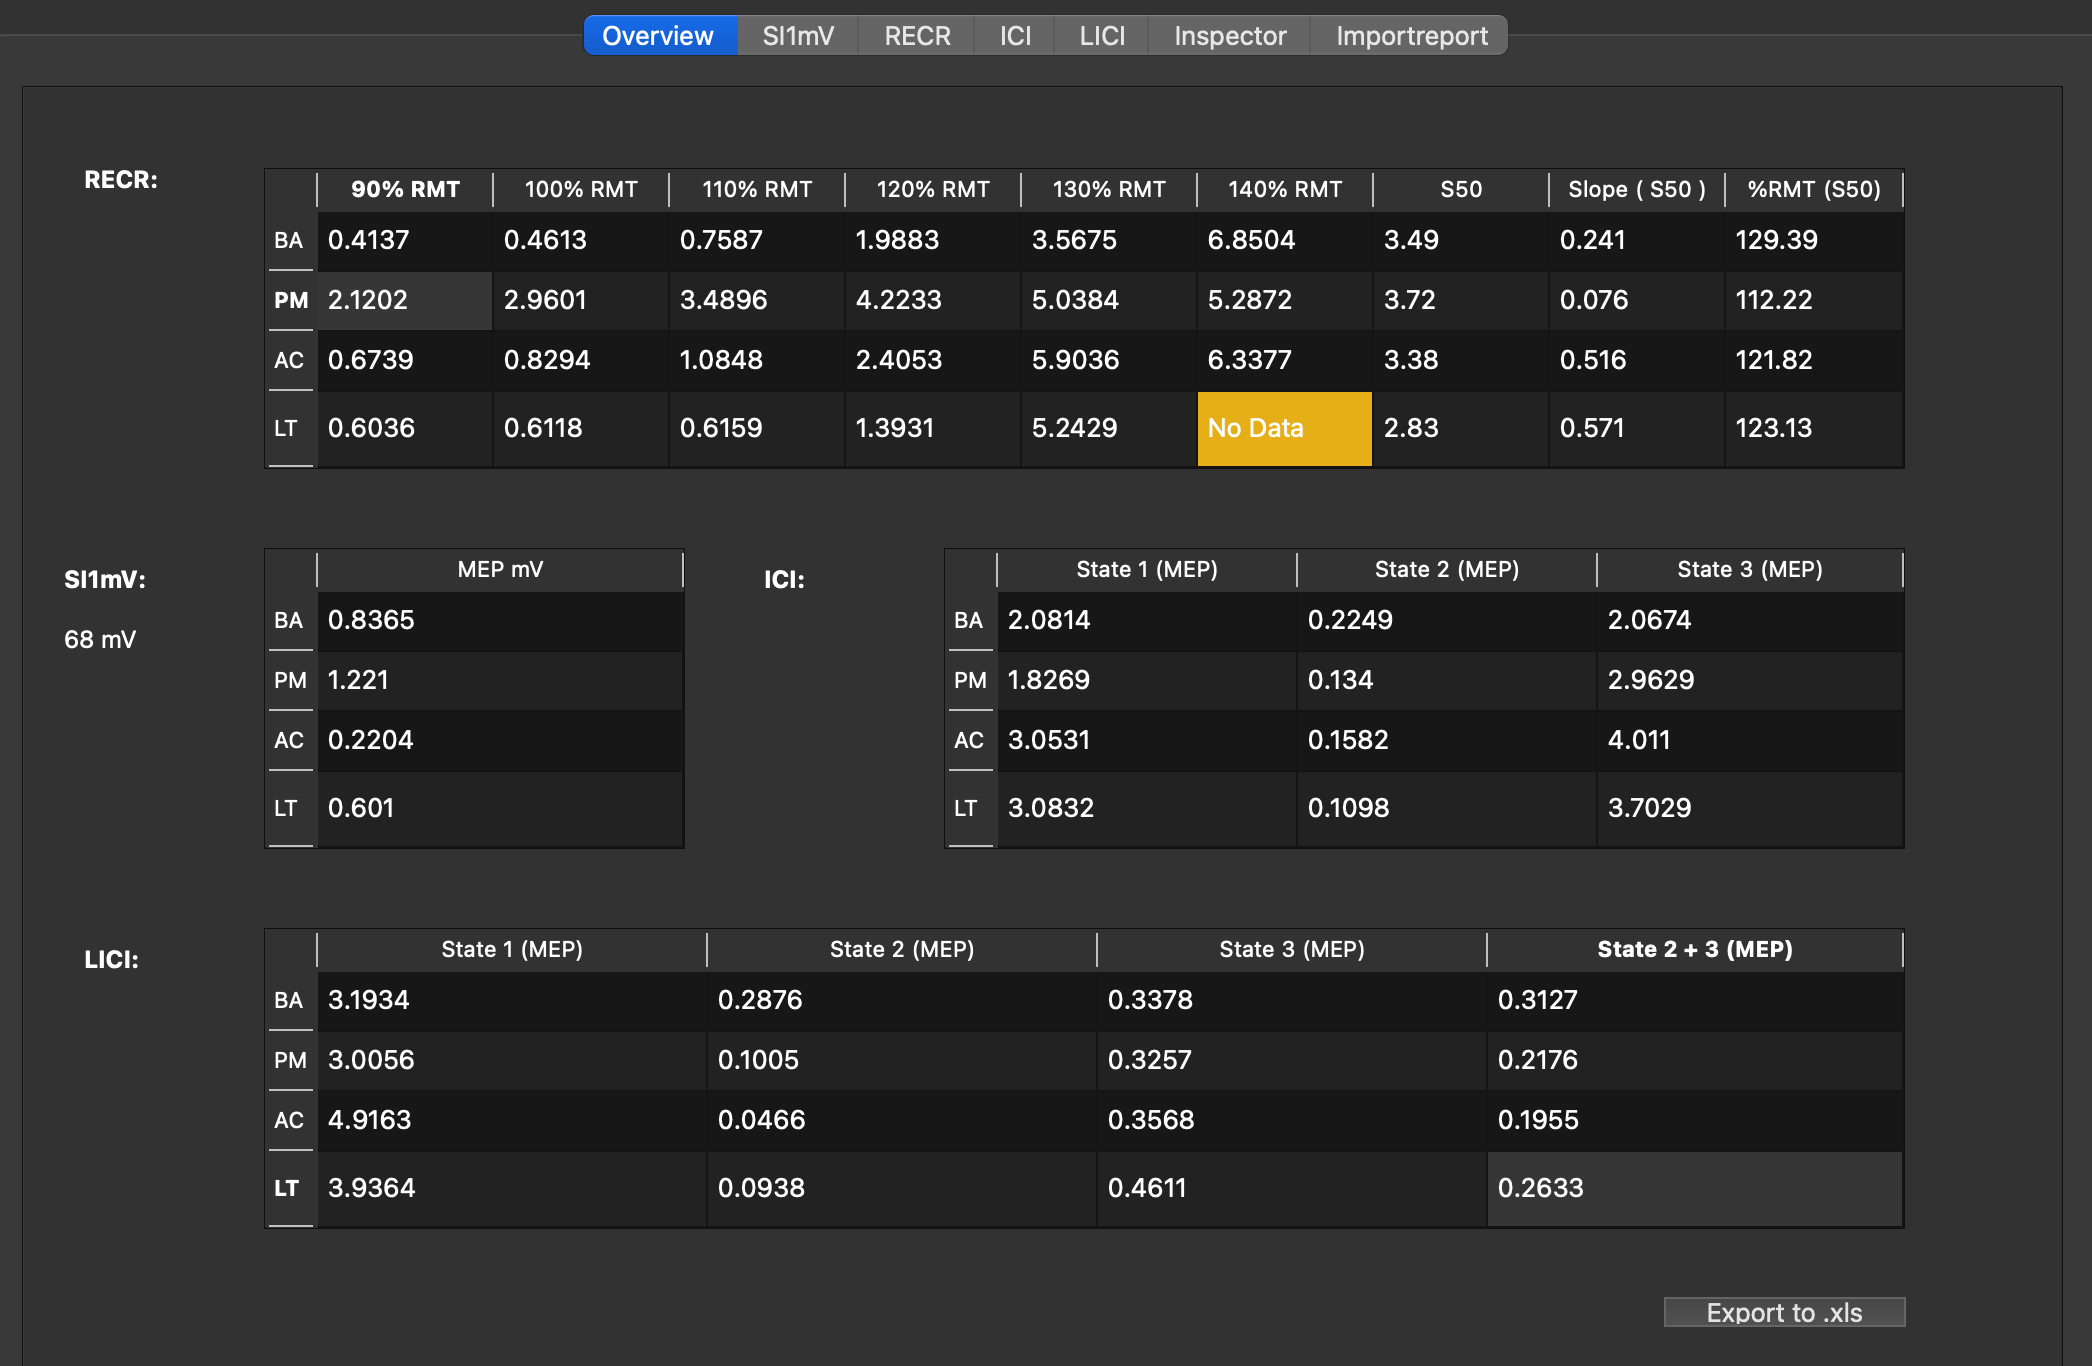 Overview SI1mV RECR ICI LICI Inspector Importreport
RECR:
90% RMT 100% RMT 110% RMT 120% RMT 130% RMT 140% RMT S50 Slope ( S50 ) %RMT (S50)
BA 0.4137 0.4613 0.7587 1.9883 3.5675 6.8504 3.49 0.241 129.39
PM 2.1202 2.9601 3.4896 4.2233 5.0384 5.2872 3.72 0.076 112.22
AC 0.6739 0.8294 1.0848 2.4053 5.9036 6.3377 3.38 0.516 121.82
LT 0.6036 0.6118 0.6159 1.3931 5.2429 No Data 2.83 0.571 123.13
SI1mV:
68 mV
MEP mV
BA 0.8365
PM 1.221
AC 0.2204
LT 0.601
ICI:
State 1 (MEP) State 2 (MEP) State 3 (MEP)
BA 2.0814 0.2249 2.0674
PM 1.8269 0.134 2.9629
AC 3.0531 0.1582 4.011
LT 3.0832 0.1098 3.7029
LICI:
State 1 (MEP) State 2 (MEP) State 3 (MEP) State 2 + 3 (MEP)
BA 3.1934 0.2876 0.3378 0.3127
PM 3.0056 0.1005 0.3257 0.2176
AC 4.9163 0.0466 0.3568 0.1955
LT 3.9364 0.0938 0.4611 0.2633
Export to .xls